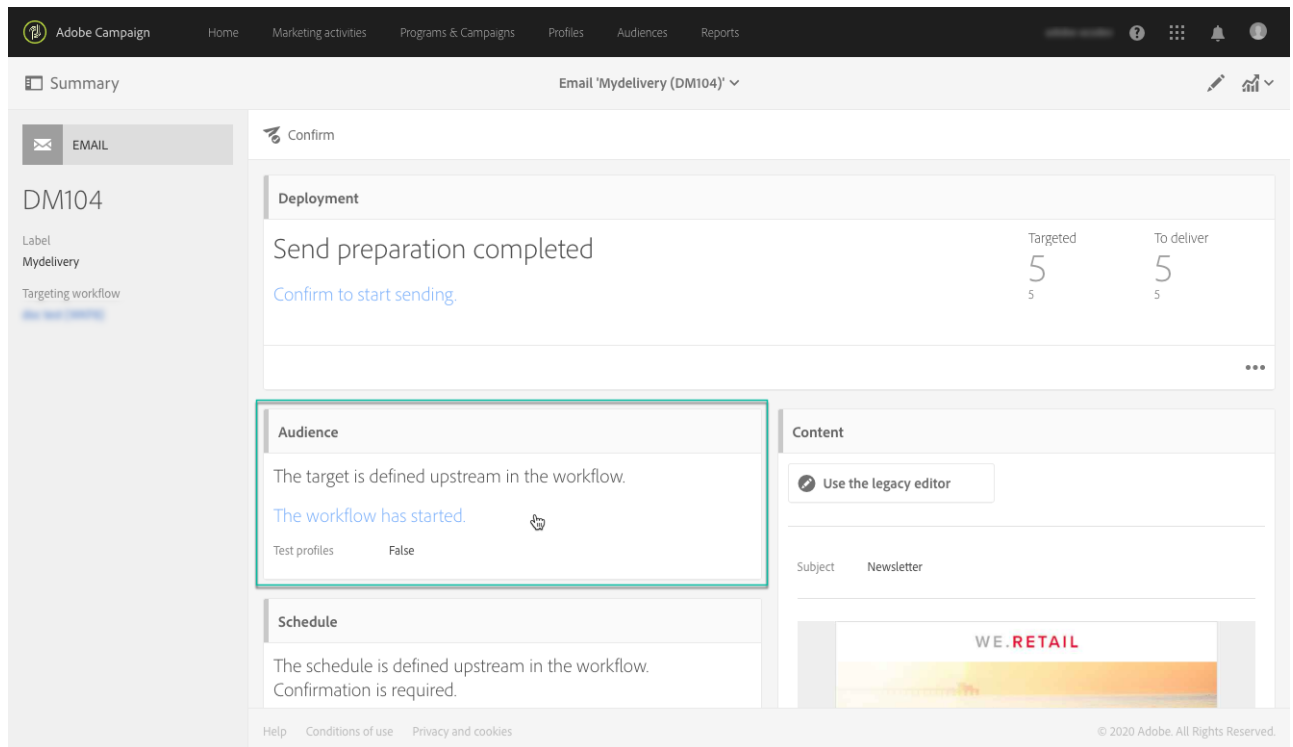 Adobe Campaign Home Marketing activities Programs & Campaigns Profiles Audiences Reports
Summary
Email 'Mydelivery (DM104)'
EMAIL
DM104
Label
Mydelivery
Targeting workflow
Confirm
Deployment
Send preparation completed
Confirm to start sending.
Targeted To deliver
5 5
5 5
Audience
The target is defined upstream in the workflow.
The workflow has started.
Test profiles False
Schedule
The schedule is defined upstream in the workflow.
Confirmation is required.
Content
Use the legacy editor
Subject Newsletter
WE.RETAIL
Help Conditions of use Privacy and cookies
© 2020 Adobe. All Rights Reserved.